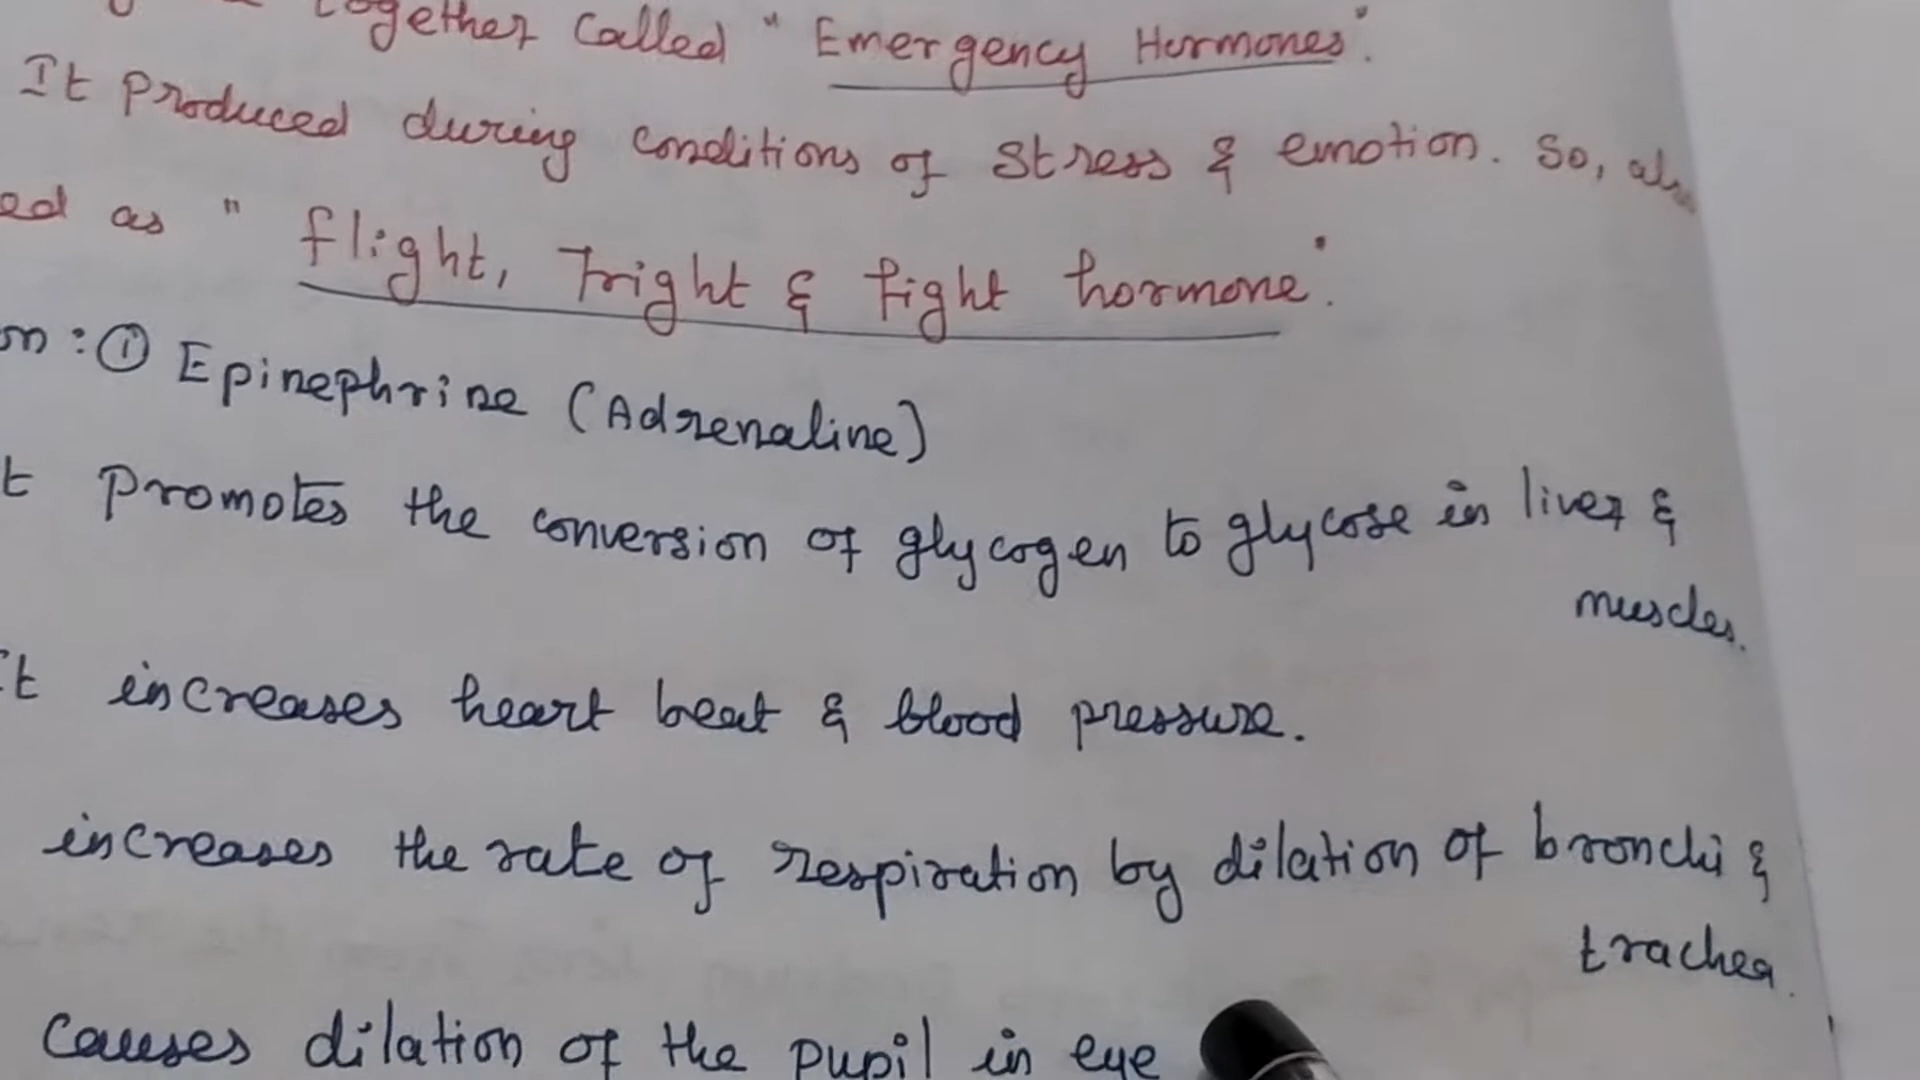 together called " Emergency Hormones".
It produced during conditions of stress & emotion. So, also
ed as " flight, Fright & Fight hormone".
n : ① Epinephrine (Adrenaline)
t promotes the conversion of glycogen to glycose in liver &
muscles.
It increases heart beat & blood pressure.
increases the rate of respiration by dilation of bronchi &
trachea.
Causes dilation of the pupil in eye